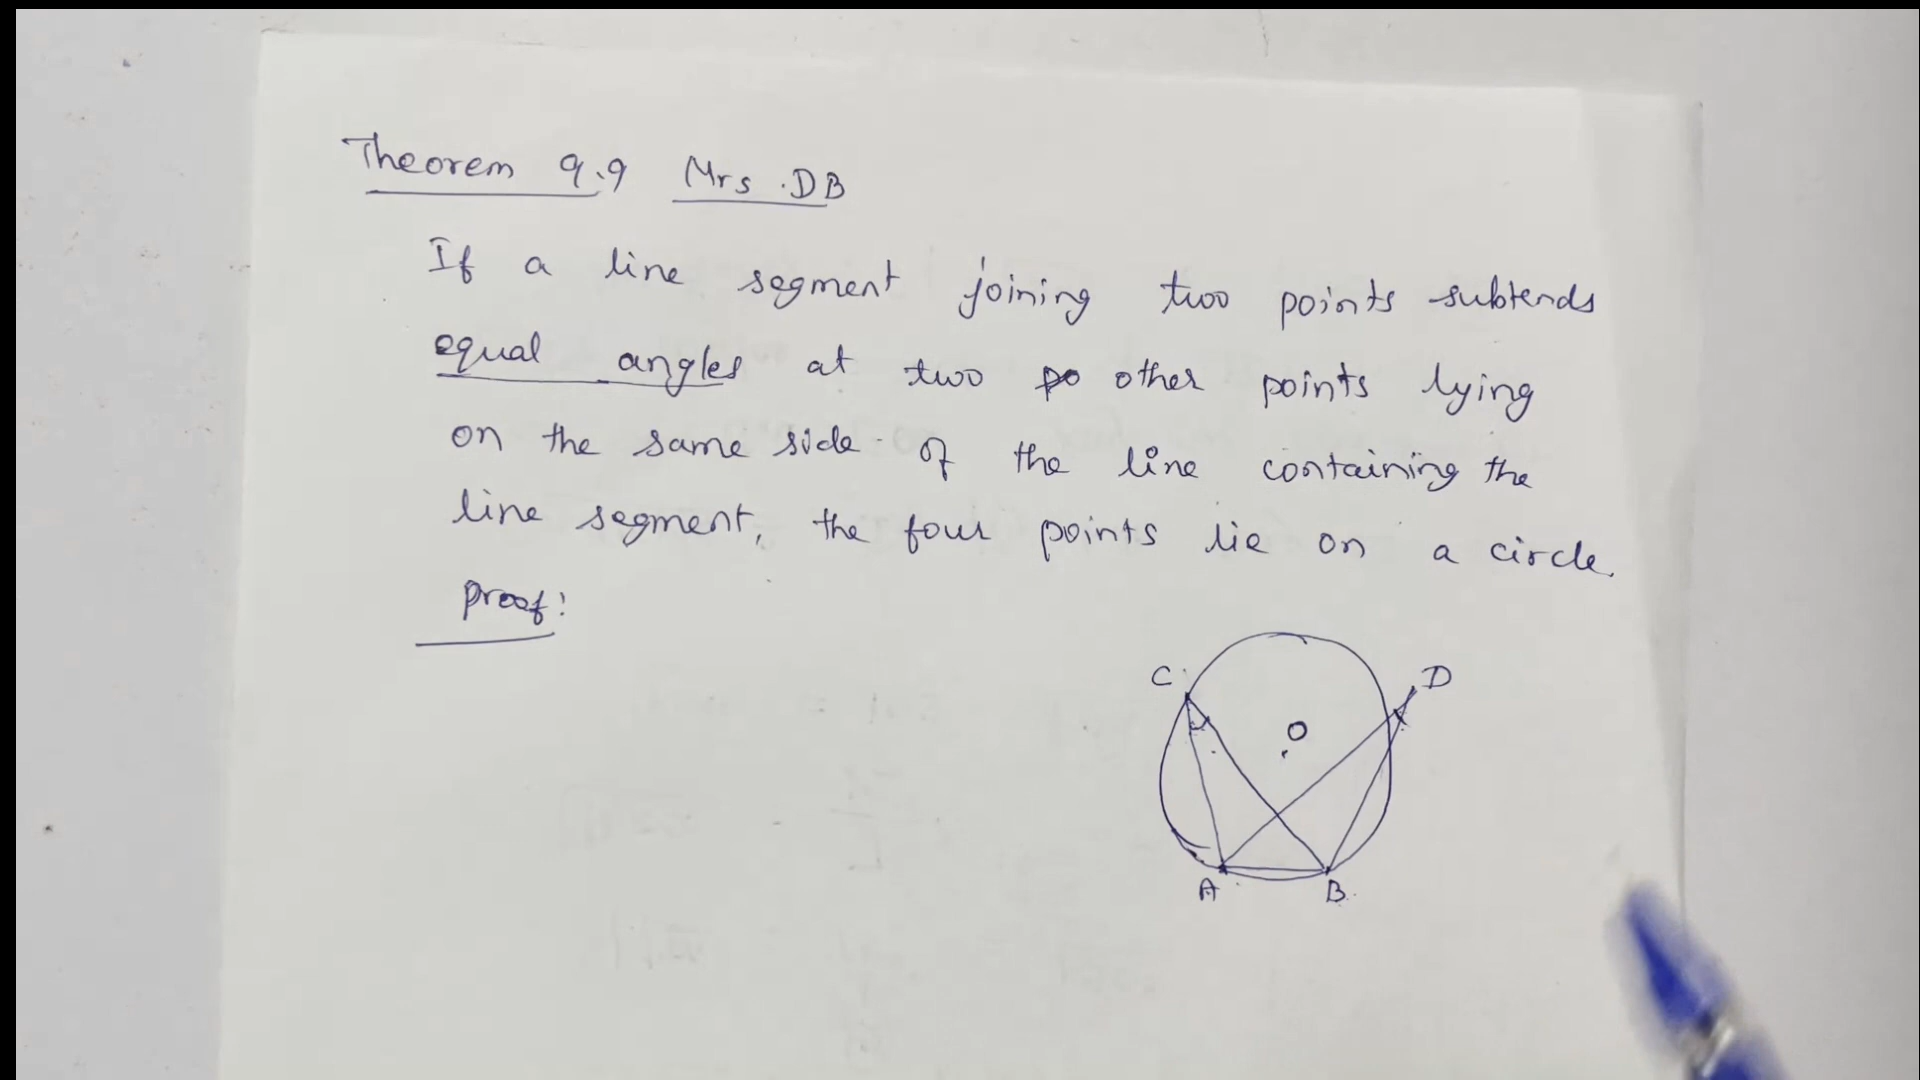 Theorem 9.9 Mrs. DB
If a line segment joining two points subtends
equal angles at two other points lying
on the same side of the line containing the
line segment, the four points lie on a circle.
Proof:
C D
O
A B